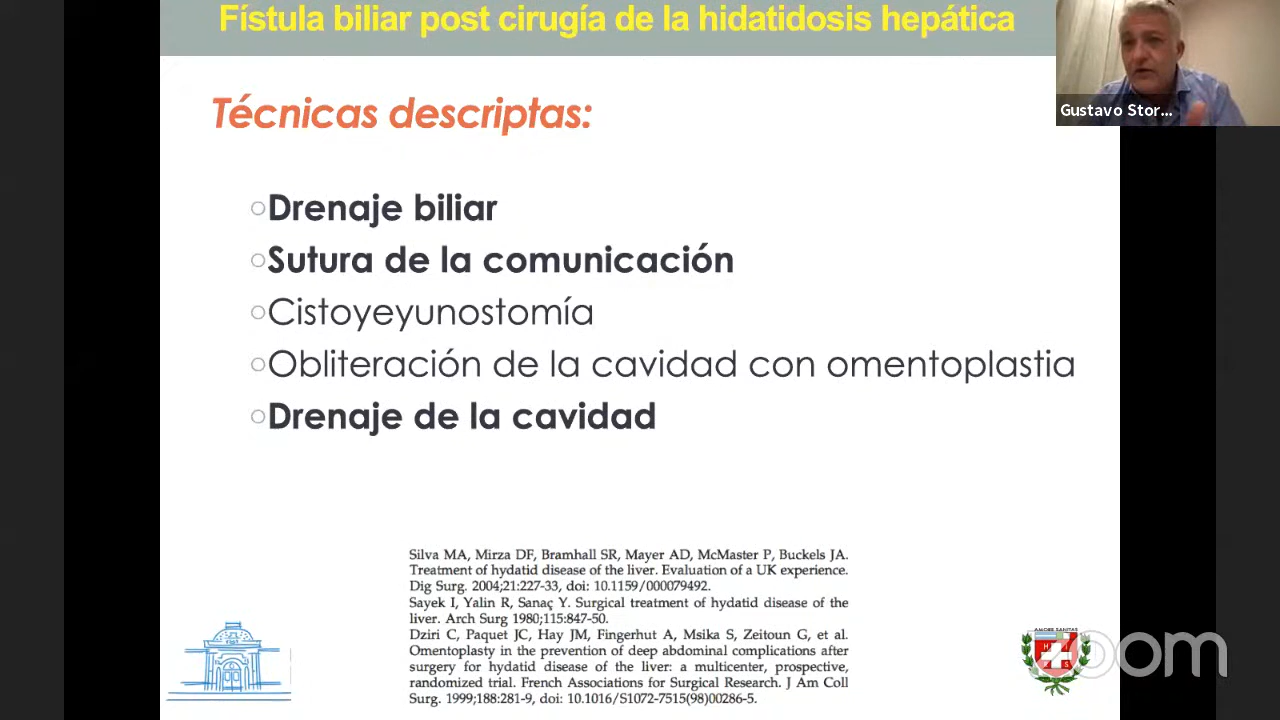 Fístula biliar post cirugía de la hidatidosis hepática
Gustavo Stor...
Técnicas descriptas:
○Drenaje biliar
○Sutura de la comunicación
○Cistoyeyunostomía
○Obliteración de la cavidad con omentoplastia
○Drenaje de la cavidad
Silva MA, Mirza DF, Bramhall SR, Mayer AD, McMaster P, Buckels JA.
Treatment of hydatid disease of the liver. Evaluation of a UK experience.
Dig Surg. 2004;21:227-33, doi: 10.1159/000079492.
Sayek I, Yalin R, Sanaç Y. Surgical treatment of hydatid disease of the
liver. Arch Surg 1980;115:847-50.
Dziri C, Paquet JC, Hay JM, Fingerhut A, Msika S, Zeitoun G, et al.
Omentoplasty in the prevention of deep abdominal complications after
surgery for hydatid disease of the liver: a multicenter, prospective,
randomized trial. French Associations for Surgical Research. J Am Coll
Surg. 1999;188:281-9, doi: 10.1016/S1072-7515(98)00286-5.
AMOR SANITAS
H
S
zoom